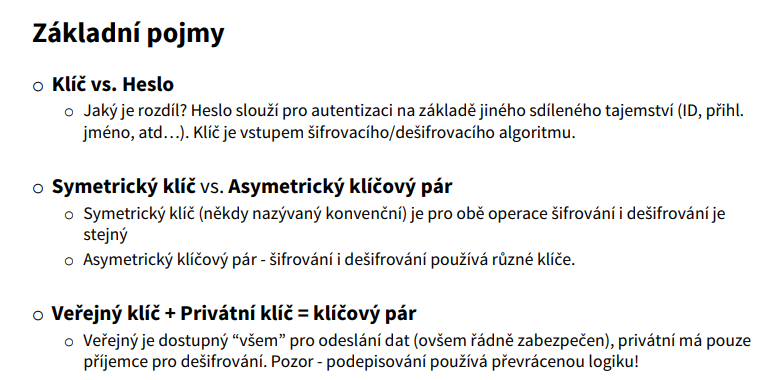 Základní pojmy
○ Klíč vs. Heslo
○ Jaký je rozdíl? Heslo slouží pro autentizaci na základě jiného sdíleného tajemství (ID, přihl.
jméno, atd…). Klíč je vstupem šifrovacího/dešifrovacího algoritmu.
○ Symetrický klíč vs. Asymetrický klíčový pár
○ Symetrický klíč (někdy nazývaný konvenční) je pro obě operace šifrování i dešifrování je
stejný
○ Asymetrický klíčový pár - šifrování i dešifrování používá různé klíče.
○ Veřejný klíč + Privátní klíč = klíčový pár
○ Veřejný je dostupný “všem” pro odeslání dat (ovšem řádně zabezpečen), privátní má pouze
příjemce pro dešifrování. Pozor - podepisování používá převrácenou logiku!